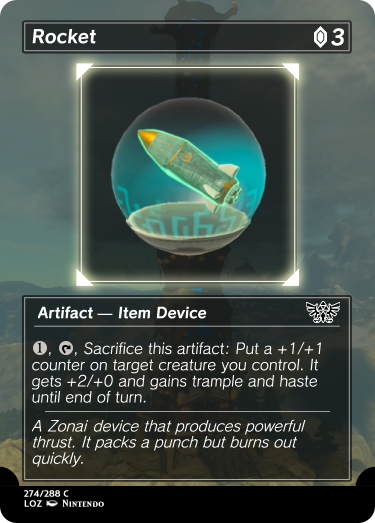 Rocket 3
Artifact — Item Device
1, T, Sacrifice this artifact: Put a +1/+1
counter on target creature you control. It
gets +2/+0 and gains trample and haste
until end of turn.
A Zonai device that produces powerful
thrust. It packs a punch but burns out
quickly.
274/288 C
LOZ Nintendo